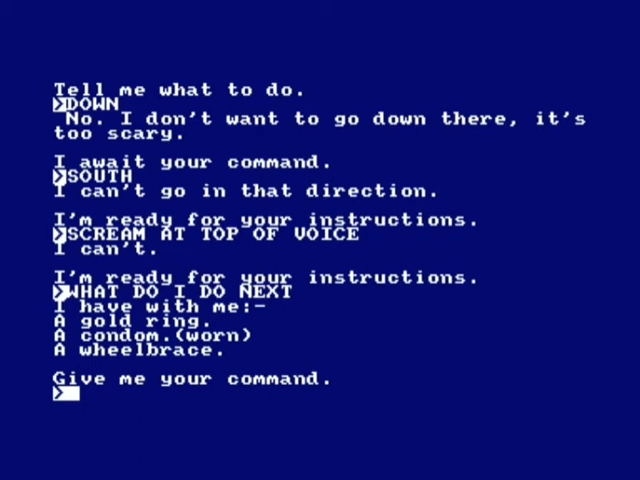 Tell me what to do.
>DOWN
No. I don't want to go down there, it's
too scary.
I await your command.
>SOUTH
I can't go in that direction.
I'm ready for your instructions.
>SCREAM AT TOP OF VOICE
I can't.
I'm ready for your instructions.
>WHAT DO I DO NEXT
I have with me:-
A gold ring.
A condom.(worn)
A wheelbrace.
Give me your command.
>